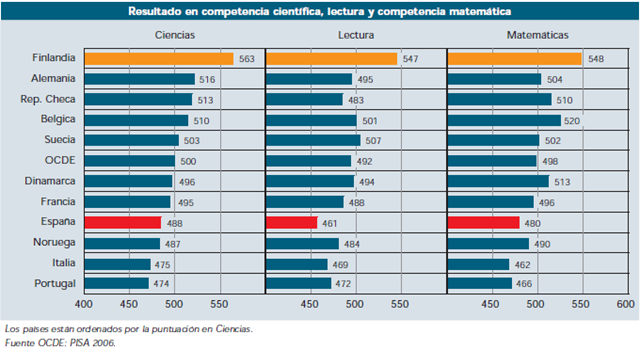 Resultado en competencia científica, lectura y competencia matemática
Ciencias Lectura Matemáticas
Finlandia 563 547 548
Alemania 516 495 504
Rep. Checa 513 483 510
Belgica 510 501 520
Suecia 503 507 502
OCDE 500 492 498
Dinamarca 496 494 513
Francia 495 488 496
España 488 461 480
Noruega 487 484 490
Italia 475 469 462
Portugal 474 472 466
400 450 500 550 450 500 550 450 500 550 600
Los países están ordenados por la puntuación en Ciencias.
Fuente OCDE: PISA 2006.